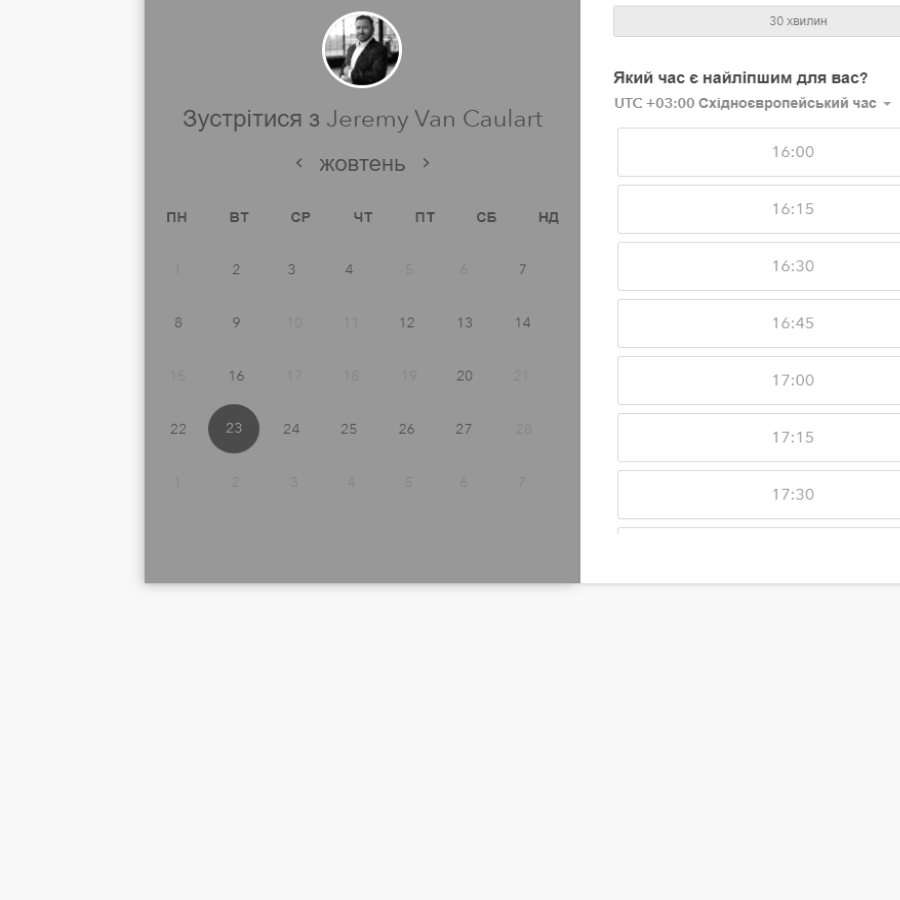 Зустрітися з Jeremy Van Caulart
жовтень
ПН ВТ СР ЧТ ПТ СБ НД
1 2 3 4 5 6 7
8 9 10 11 12 13 14
15 16 17 18 19 20 21
22 23 24 25 26 27 28
1 2 3 4 5 6 7
30 хвилин
Який час є найліпшим для вас?
UTC +03:00 Східноєвропейський час
16:00
16:15
16:30
16:45
17:00
17:15
17:30